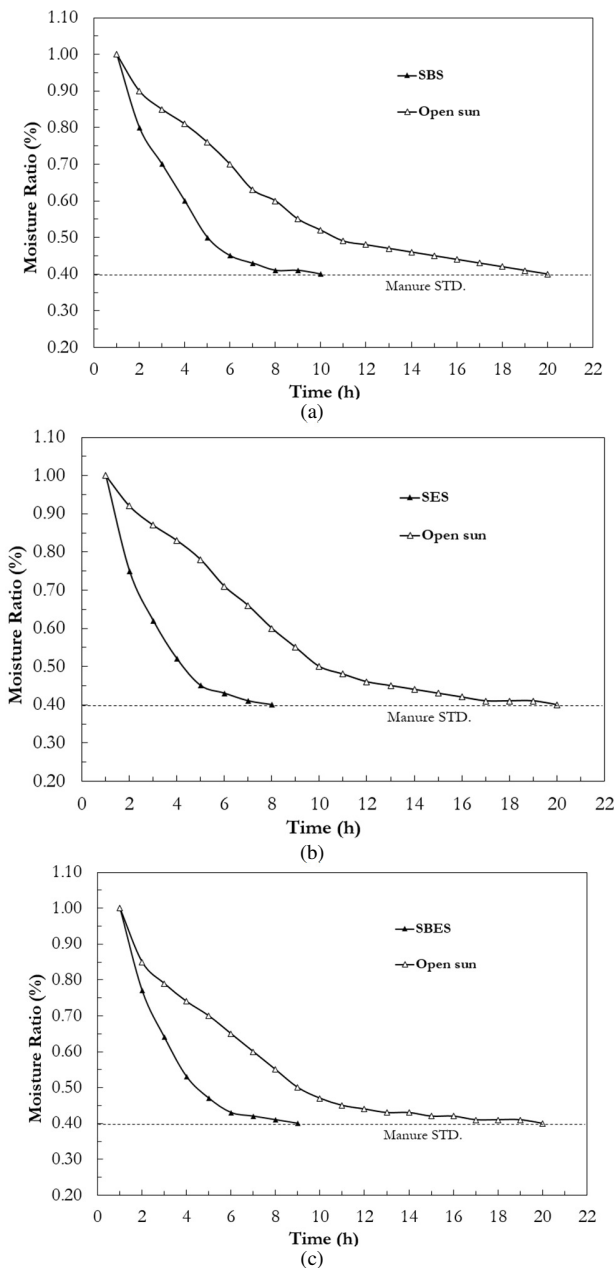 1.10
1.00
0.90
0.80
0.70
0.60
0.50
0.40
0.30
0.20
Moisture Ratio (%)
SBS
Open sun
Manure STD.
0 2 4 6 8 10 12 14 16 18 20 22
Time (h)
(a)
1.10
1.00
0.90
0.80
0.70
0.60
0.50
0.40
0.30
0.20
Moisture Ratio (%)
SES
Open sun
Manure STD.
0 2 4 6 8 10 12 14 16 18 20 22
Time (h)
(b)
1.10
1.00
0.90
0.80
0.70
0.60
0.50
0.40
0.30
0.20
Moisture Ratio (%)
SBES
Open sun
Manure STD.
0 2 4 6 8 10 12 14 16 18 20 22
Time (h)
(c)